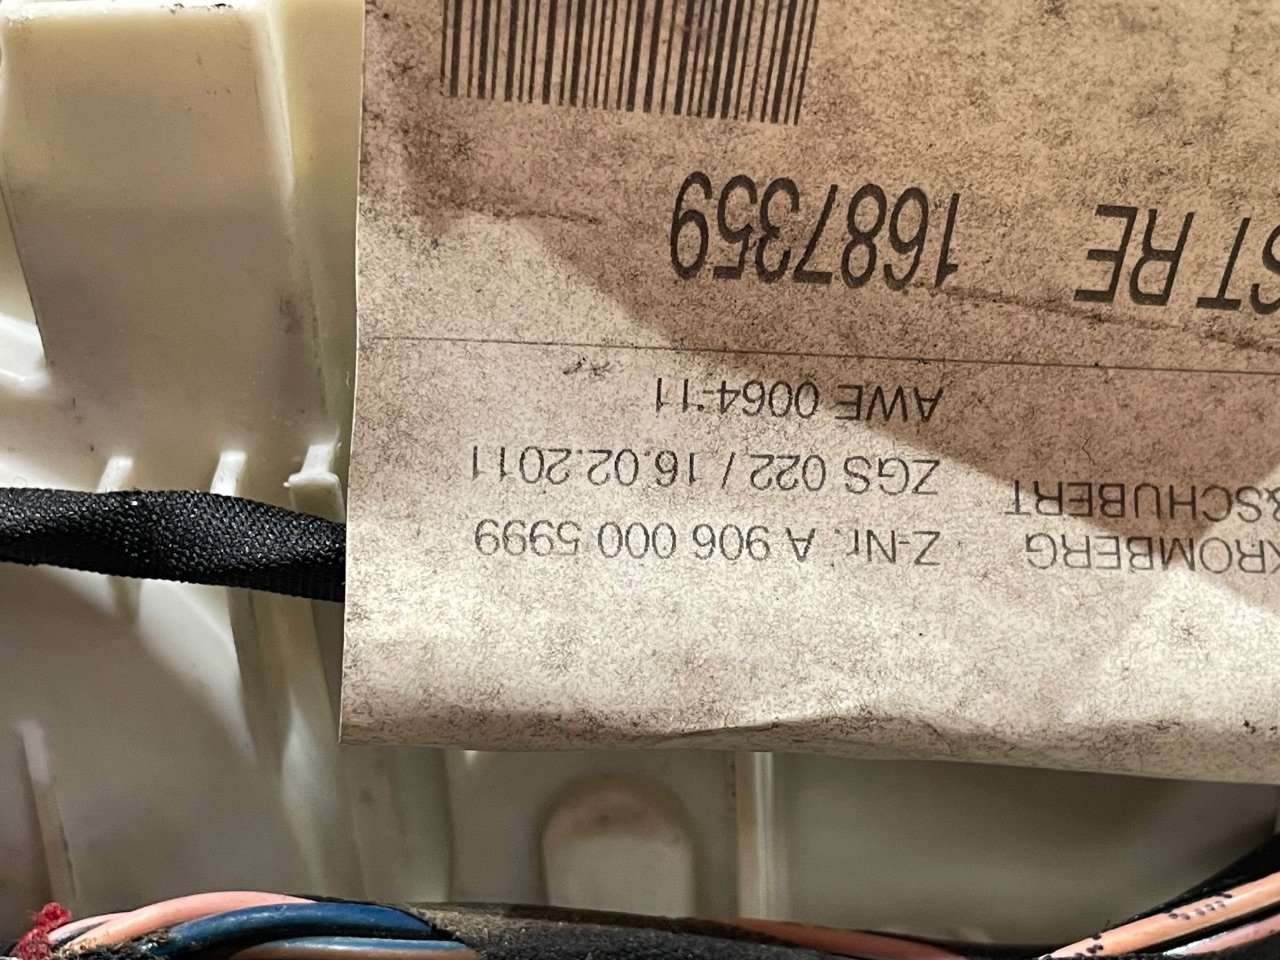 KROMBERG Z-Nr. A 906 000 5999
&SCHUBERT ZGS 022 / 16.02.2011
AWE 0064-11
ST RE 1687359